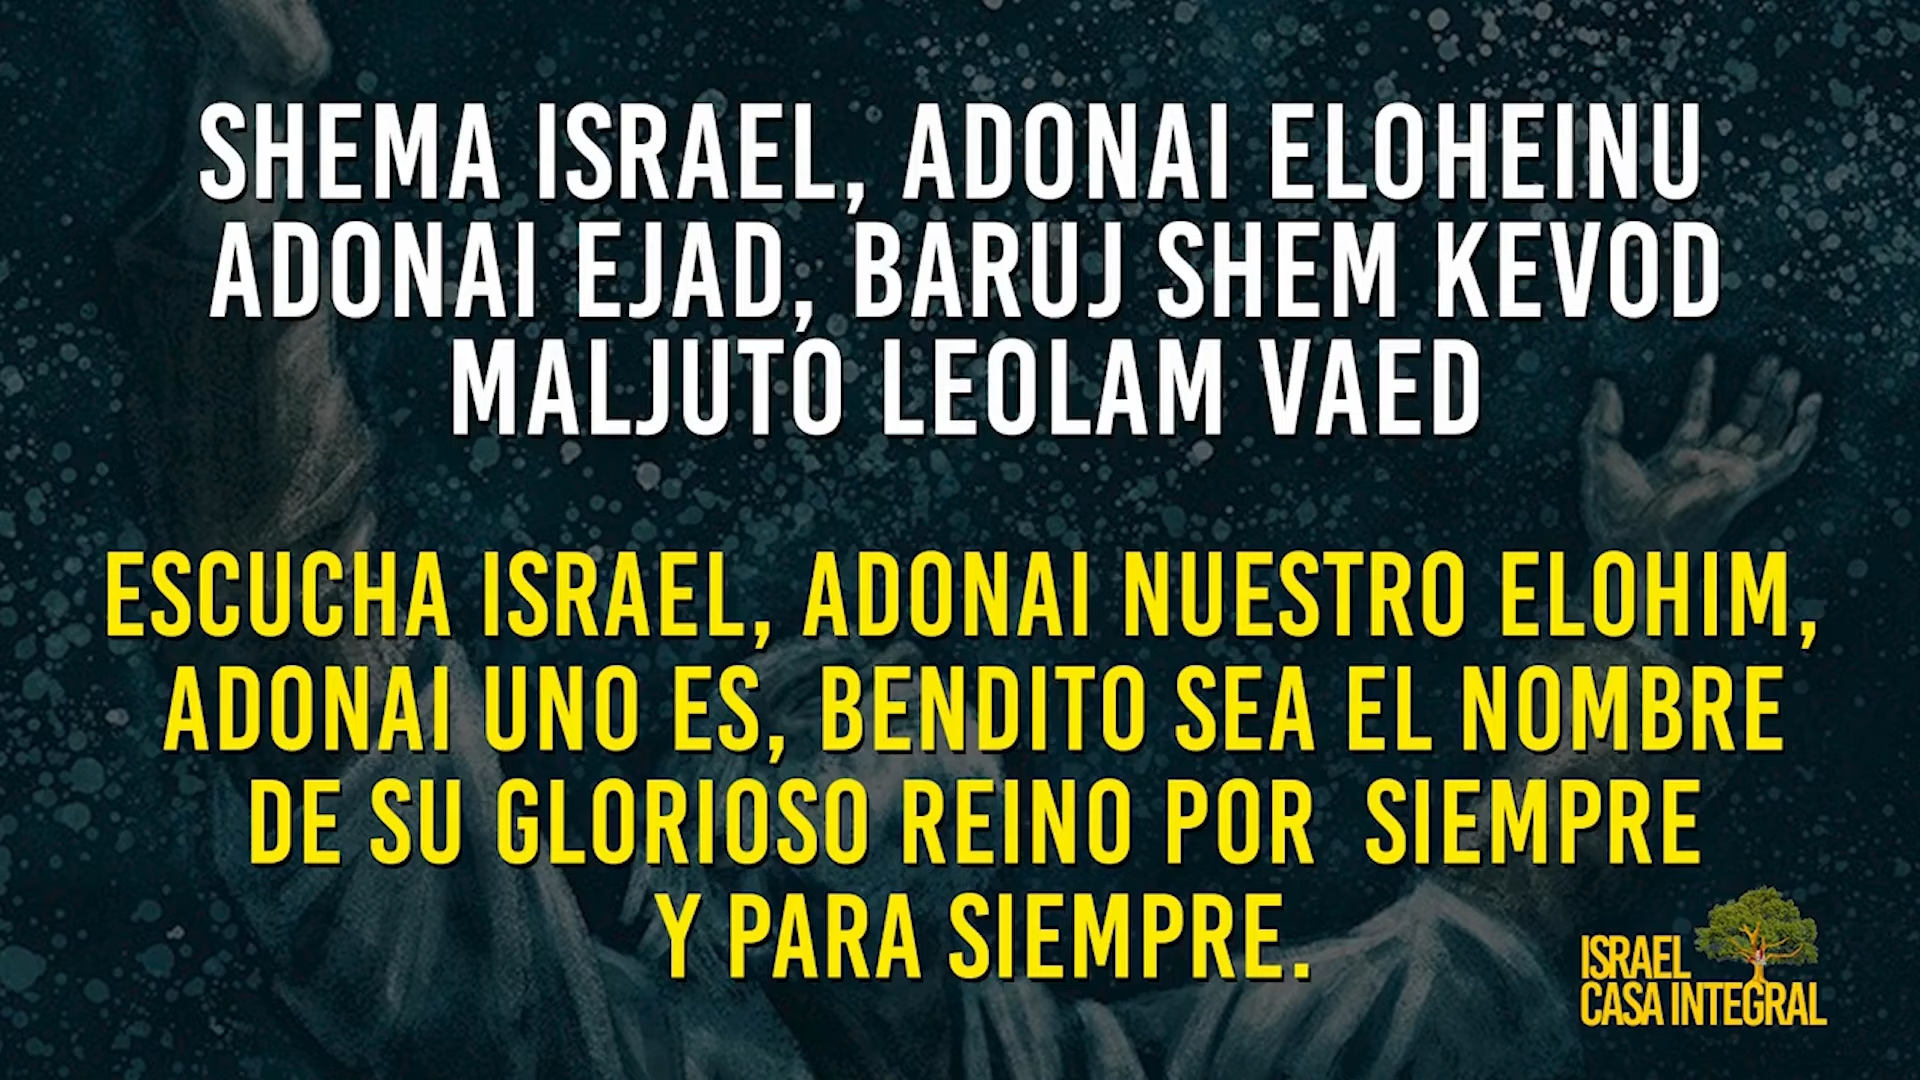 SHEMA ISRAEL, ADONAI ELOHEINU
ADONAI EJAD, BARUJ SHEM KEVOD
MALJUTO LEOLAM VAED
ESCUCHA ISRAEL, ADONAI NUESTRO ELOHIM,
ADONAI UNO ES, BENDITO SEA EL NOMBRE
DE SU GLORIOSO REINO POR SIEMPRE
Y PARA SIEMPRE.
ISRAEL
CASA INTEGRAL